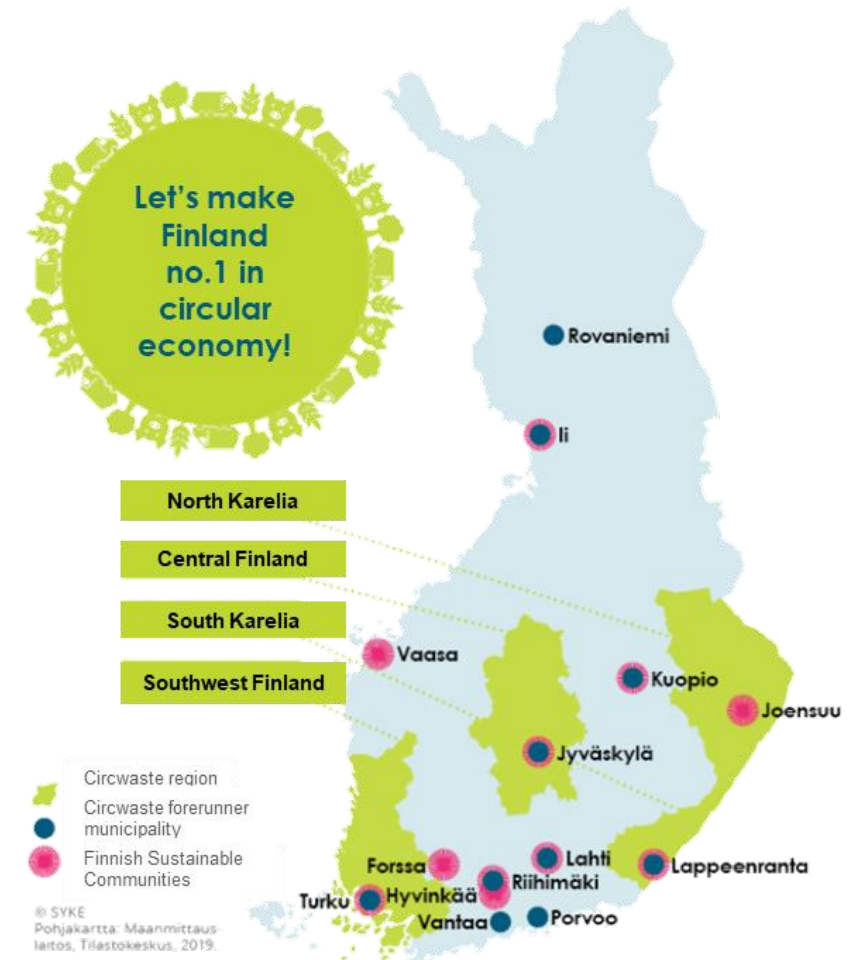 Let's make
Finland
no.1 in
circular
economy!
Rovaniemi
Ii
North Karelia
Central Finland
South Karelia
Southwest Finland
Vaasa
Kuopio
Joensuu
Jyväskylä
Circwaste region
Circwaste forerunner
municipality
Finnish Sustainable
Communities
Forssa
Lahti
Lappeenranta
Riihimäki
Hyvinkää
Turku
Vantaa
Porvoo
© SYKE
Pohjakartta: Maanmittaus-
laitos, Tilastokeskus, 2019.